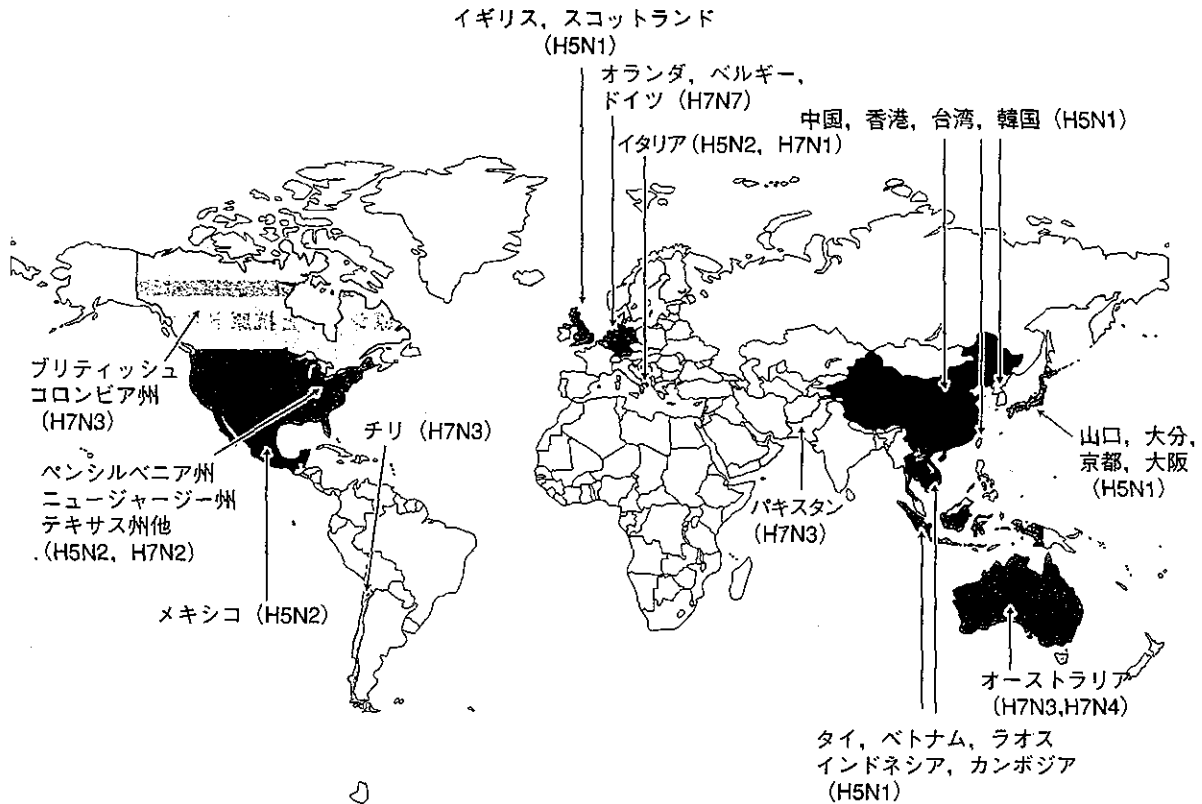 イギリス，スコットランド
(H5N1)
オランダ，ベルギー，
ドイツ (H7N7)
イタリア (H5N2，H7N1)
中国，香港，台湾，韓国 (H5N1)
ブリティッシュ
コロンビア州
(H7N3)
ペンシルベニア州
ニュージャージー州
テキサス州他
(H5N2，H7N2)
チリ (H7N3)
メキシコ (H5N2)
パキスタン
(H7N3)
山口，大分，
京都，大阪
(H5N1)
オーストラリア
(H7N3,H7N4)
タイ，ベトナム，ラオス
インドネシア，カンボジア
(H5N1)